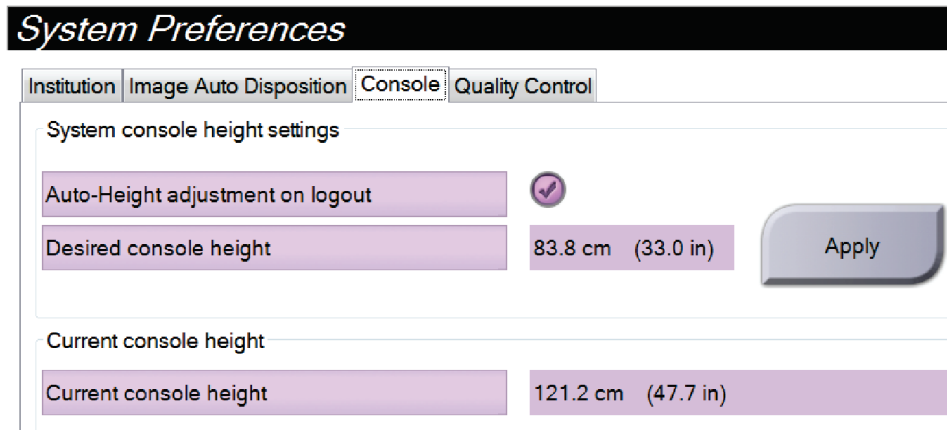 System Preferences
Institution Image Auto Disposition Console Quality Control
System console height settings
Auto-Height adjustment on logout
Desired console height 83.8 cm (33.0 in) Apply
Current console height
Current console height 121.2 cm (47.7 in)